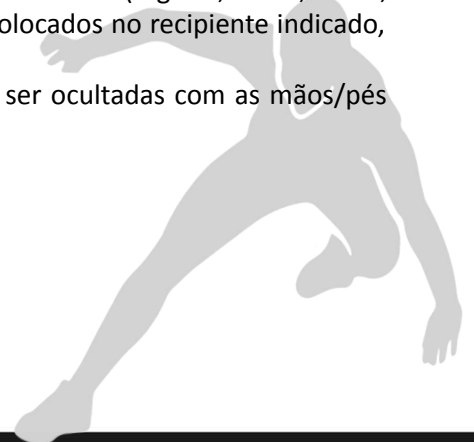 olocados no recipiente indicado,
ser ocultadas com as mãos/pés